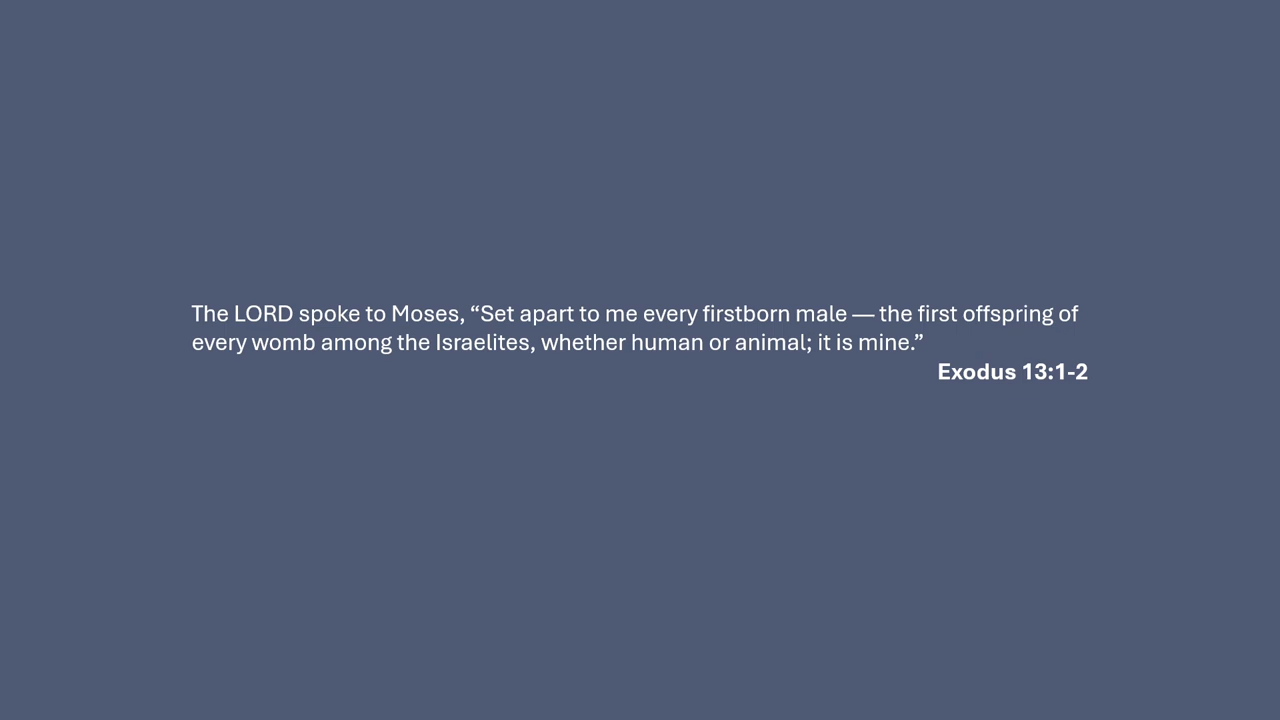 The LORD spoke to Moses, “Set apart to me every firstborn male — the first offspring of
every womb among the Israelites, whether human or animal; it is mine.”
Exodus 13:1-2